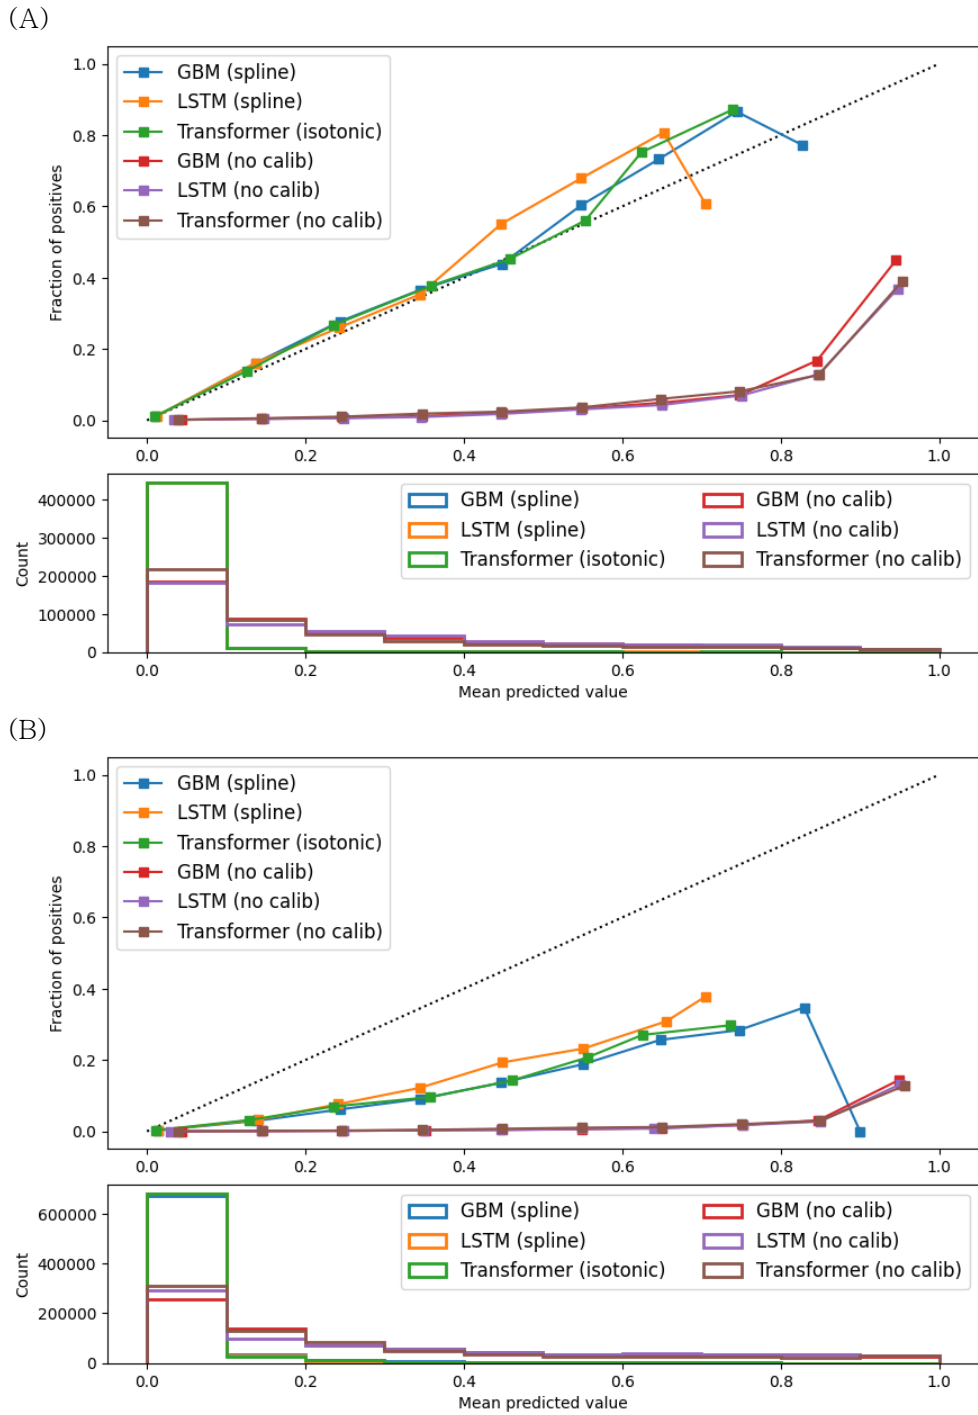 (A)
1.0
0.8
0.6
0.4
0.2
0.0
Fraction of positives
GBM (spline)
LSTM (spline)
Transformer (isotonic)
GBM (no calib)
LSTM (no calib)
Transformer (no calib)
0.0 0.2 0.4 0.6 0.8 1.0
400000
300000
200000
100000
0
Count
GBM (spline) GBM (no calib)
LSTM (spline) LSTM (no calib)
Transformer (isotonic) Transformer (no calib)
0.0 0.2 0.4 0.6 0.8 1.0
Mean predicted value
(B)
1.0
0.8
0.6
0.4
0.2
0.0
Fraction of positives
GBM (spline)
LSTM (spline)
Transformer (isotonic)
GBM (no calib)
LSTM (no calib)
Transformer (no calib)
0.0 0.2 0.4 0.6 0.8 1.0
600000
400000
200000
0
Count
GBM (spline) GBM (no calib)
LSTM (spline) LSTM (no calib)
Transformer (isotonic) Transformer (no calib)
0.0 0.2 0.4 0.6 0.8 1.0
Mean predicted value